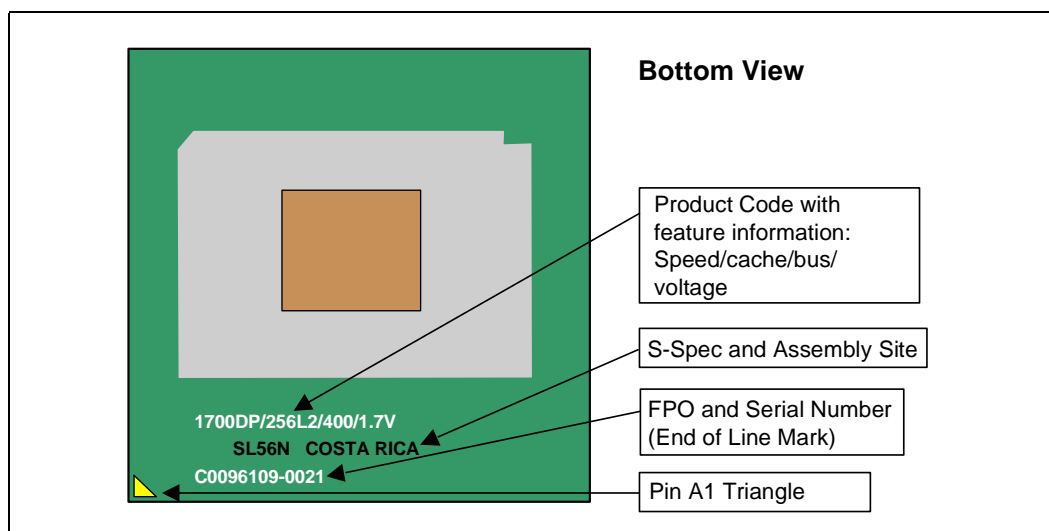 Bottom View
Product Code with
feature information:
Speed/cache/bus/
voltage
S-Spec and Assembly Site
FPO and Serial Number
(End of Line Mark)
Pin A1 Triangle
1700DP/256L2/400/1.7V
SL56N COSTA RICA
C0096109-0021